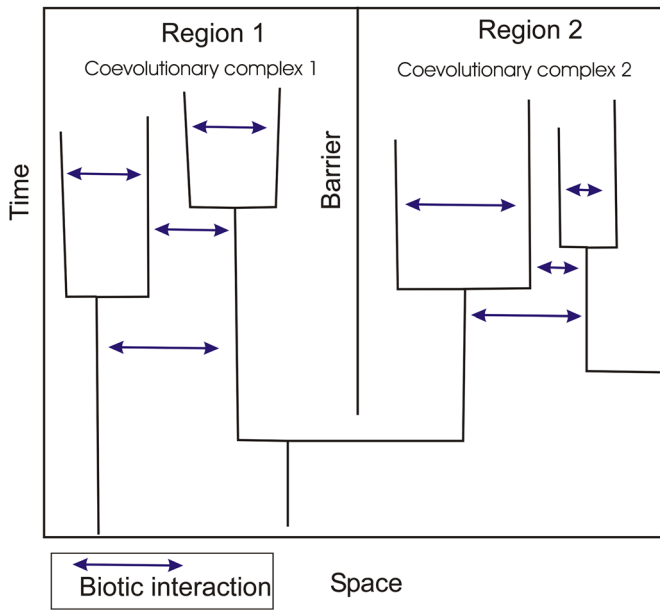 Region 1
Region 2
Coevolutionary complex 1
Coevolutionary complex 2
Time
Barrier
Biotic interaction
Space